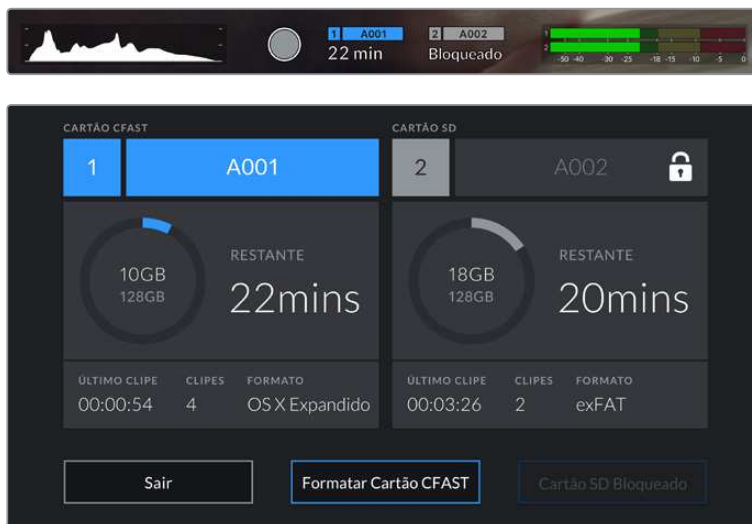 1 A001 2 A002
22 min Bloqueado
1
2
-50 -40 -30 -25 -18 -15 -10 -5 0
CARTÃO CFAST CARTÃO SD
1 A001 2 A002
RESTANTE RESTANTE
10GB 18GB
128GB 128GB
22mins 20mins
ÚLTIMO CLIPE CLIPES FORMATO ÚLTIMO CLIPE CLIPES FORMATO
00:00:54 4 OS X Expandido 00:03:26 2 exFAT
Sair Formatar Cartão CFAST Cartão SD Bloqueado